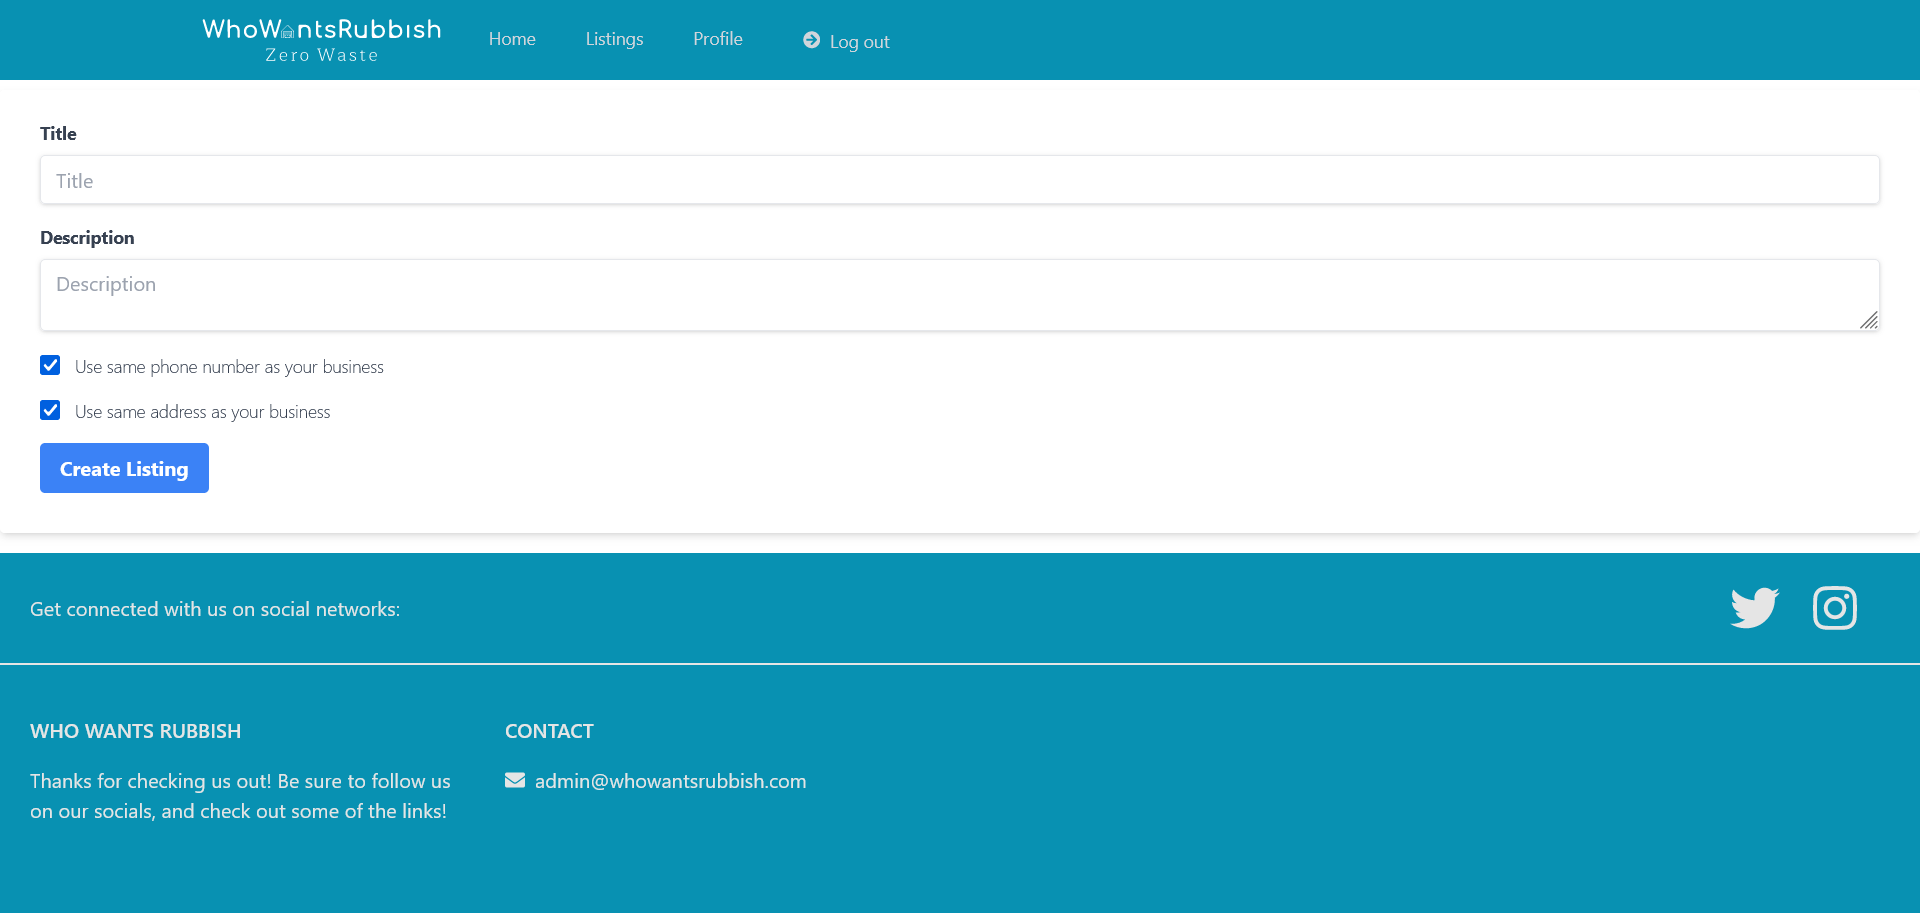 WhoWantsRubbish
Zero Waste
Home
Listings
Profile
Log out
Title
Title
Description
Description
Use same phone number as your business
Use same address as your business
Create Listing
Get connected with us on social networks:
WHO WANTS RUBBISH
Thanks for checking us out! Be sure to follow us
on our socials, and check out some of the links!
CONTACT
admin@whowantsrubbish.com